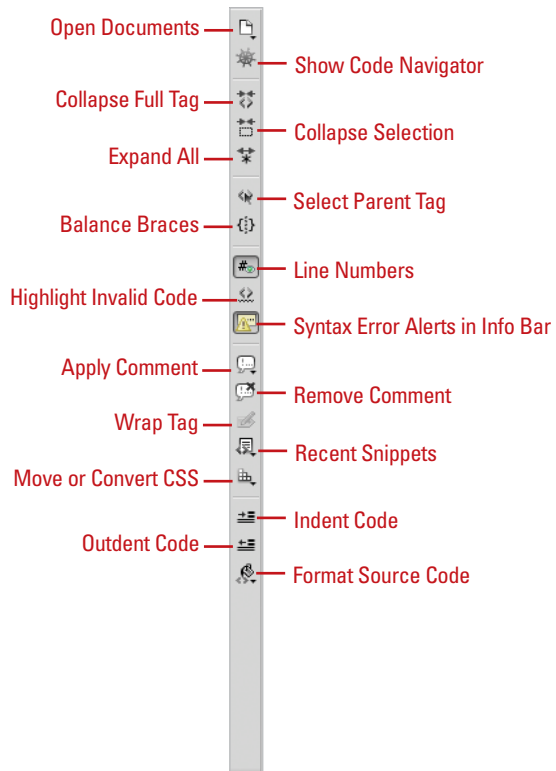 Open Documents
Show Code Navigator
Collapse Full Tag
Collapse Selection
Expand All
Select Parent Tag
Balance Braces
Line Numbers
Highlight Invalid Code
Syntax Error Alerts in Info Bar
Apply Comment
Remove Comment
Wrap Tag
Recent Snippets
Move or Convert CSS
Indent Code
Outdent Code
Format Source Code